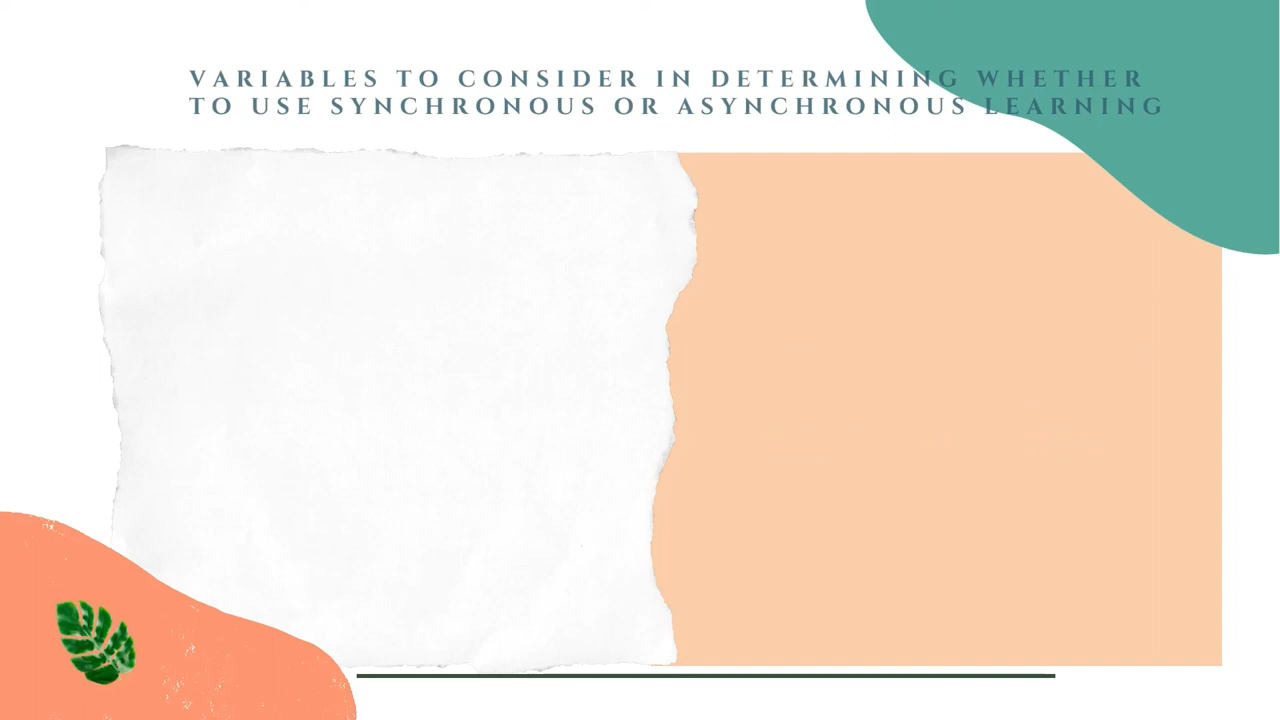 VARIABLES TO CONSIDER IN DETERMINING WHETHER
TO USE SYNCHRONOUS OR ASYNCHRONOUS LEARNING